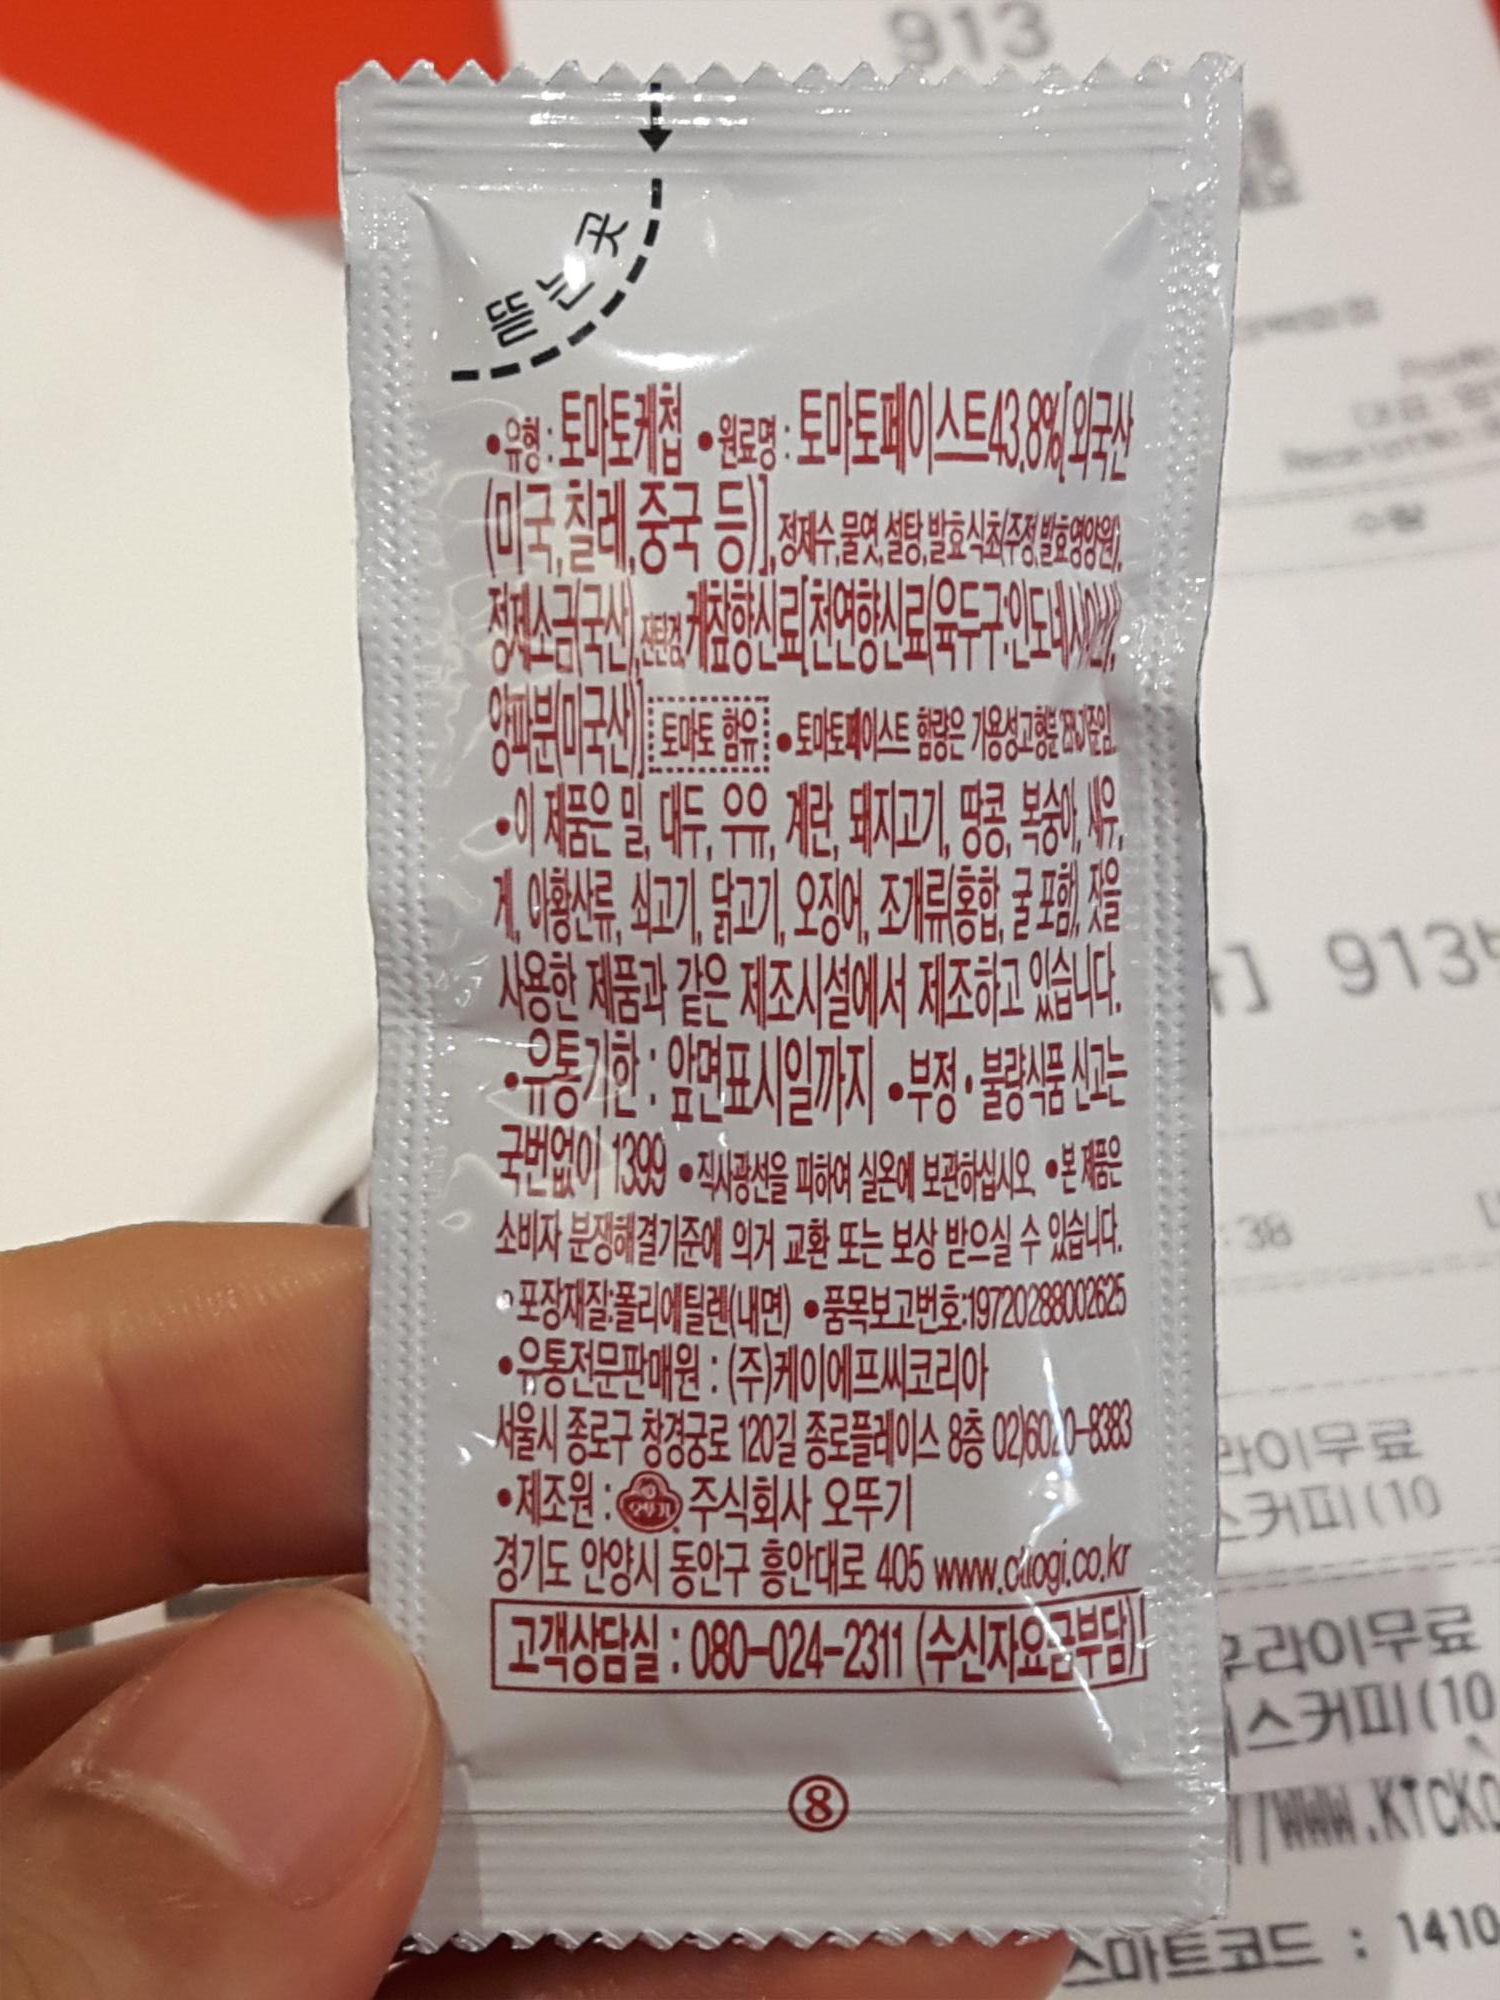 913
뜯는 곳
•유형 : 토마토케첩 •원료명 : 토마토페이스트43.8%[외국산
(미국,칠레,중국 등)],정제수,물엿,설탕,발효식초(주정,발효영양원),
정제소금(국산),잔탄검,케찹향신료[천연향신료(육두구:인도네시아산),
양파분(미국산)] 토마토 함유 •토마토페이스트 함량은 가용성고형분 25%기준임.
•이 제품은 밀, 대두, 우유, 계란, 돼지고기, 땅콩, 복숭아, 새우,
게, 아황산류, 쇠고기, 닭고기, 오징어, 조개류(홍합, 굴 포함), 잣을
사용한 제품과 같은 제조시설에서 제조하고 있습니다.
•유통기한 : 앞면표시일까지 •부정·불량식품 신고는
국번없이 1399 •직사광선을 피하여 실온에 보관하십시오 •본 제품은
소비자 분쟁해결기준에 의거 교환 또는 보상 받으실 수 있습니다.
•포장재질:폴리에틸렌(내면) •품목보고번호:19720288002625
•유통전문판매원 : (주)케이에프씨코리아
서울시 종로구 창경궁로 120길 종로플레이스 8층 02)6020-8383
•제조원 : 오뚜기 주식회사 오뚜기
경기도 안양시 동안구 흥안대로 405 www.ottogi.co.kr
고객상담실 : 080-024-2311 (수신자요금부담)
⑧
수량
] 913
: 38
라이무료
스커피(10
우라이무료
스커피(10
스마트코드 : 1410